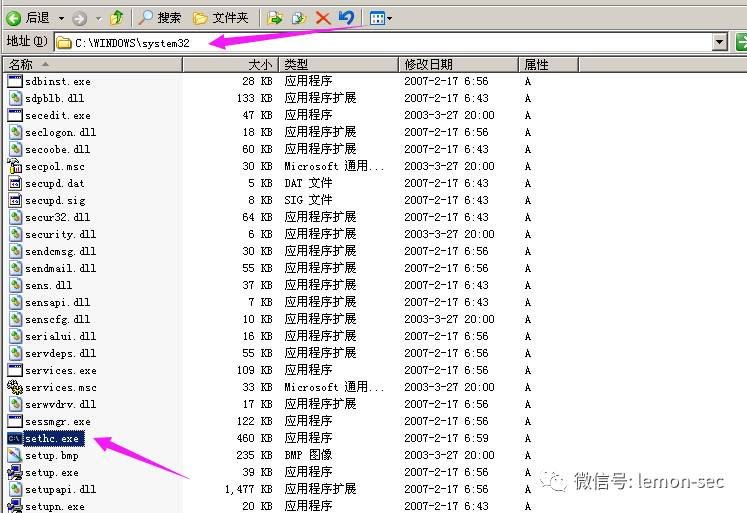 后退 搜索 文件夹
地址(D) C:\WINDOWS\system32
名称 大小 类型 修改日期 属性
sdbinst.exe 28 KB 应用程序 2007-2-17 6:56 A
sdpblb.dll 133 KB 应用程序扩展 2007-2-17 6:43 A
secedit.exe 47 KB 应用程序 2003-3-27 20:00 A
seclogon.dll 18 KB 应用程序扩展 2007-2-17 6:56 A
secoobe.dll 60 KB 应用程序扩展 2007-2-17 6:43 A
secpol.msc 30 KB Microsoft 通用... 2003-3-27 20:00 A
secupd.dat 5 KB DAT 文件 2007-2-17 6:43 A
secupd.sig 8 KB SIG 文件 2007-2-17 6:43 A
secur32.dll 64 KB 应用程序扩展 2007-2-17 6:43 A
security.dll 6 KB 应用程序扩展 2003-3-27 20:00 A
sendcmsg.dll 30 KB 应用程序扩展 2007-2-17 6:56 A
sendmail.dll 55 KB 应用程序扩展 2007-2-17 6:56 A
sens.dll 37 KB 应用程序扩展 2007-2-17 6:43 A
sensapi.dll 7 KB 应用程序扩展 2007-2-17 6:43 A
senscfg.dll 10 KB 应用程序扩展 2003-3-27 20:00 A
serialui.dll 16 KB 应用程序扩展 2007-2-17 6:56 A
servdeps.dll 55 KB 应用程序扩展 2007-2-17 6:56 A
services.exe 109 KB 应用程序 2007-2-17 6:56 A
services.msc 33 KB Microsoft 通用... 2003-3-27 20:00 A
serwvdrv.dll 17 KB 应用程序扩展 2007-2-17 6:56 A
sessmgr.exe 122 KB 应用程序 2007-2-17 6:56 A
sethc.exe 460 KB 应用程序 2007-2-17 6:59 A
setup.bmp 235 KB BMP 图像 2003-3-27 20:00 A
setup.exe 39 KB 应用程序 2007-2-17 6:56 A
setupapi.dll 1,477 KB 应用程序扩展 2007-2-17 6:56 A
setupn.exe 20 KB 应用程序 2007-2-17 6:56 A
微信号: lemon-sec